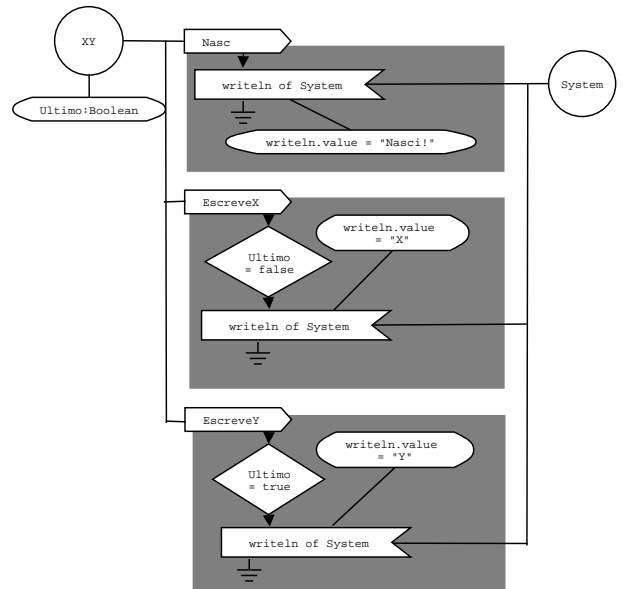 XY
Nasc
writeln of System
System
Ultimo:Boolean
writeln.value = "Nasci!"
EscreveX
writeln.value
= "X"
Ultimo
= false
writeln of System
EscreveY
writeln.value
= "Y"
Ultimo
= true
writeln of System